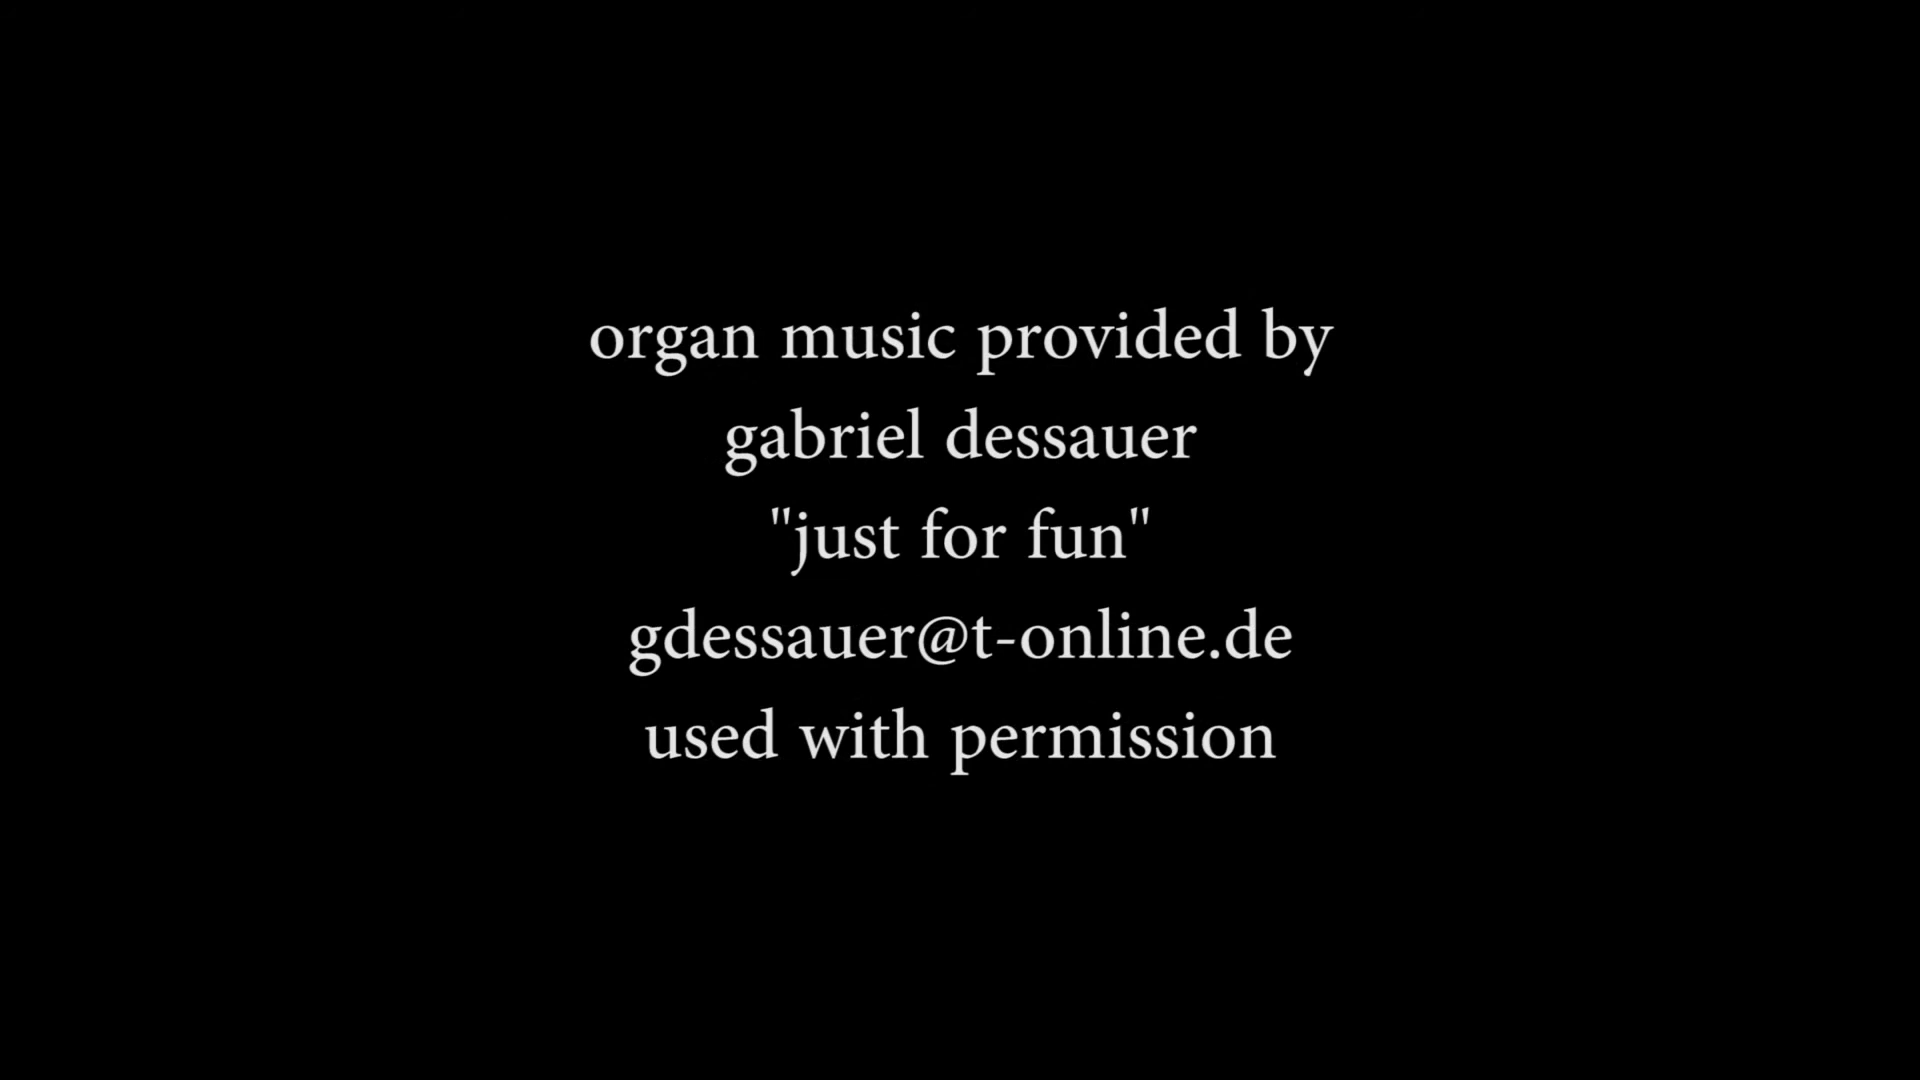 organ music provided by
gabriel dessauer
"just for fun"
gdessauer@t-online.de
used with permission